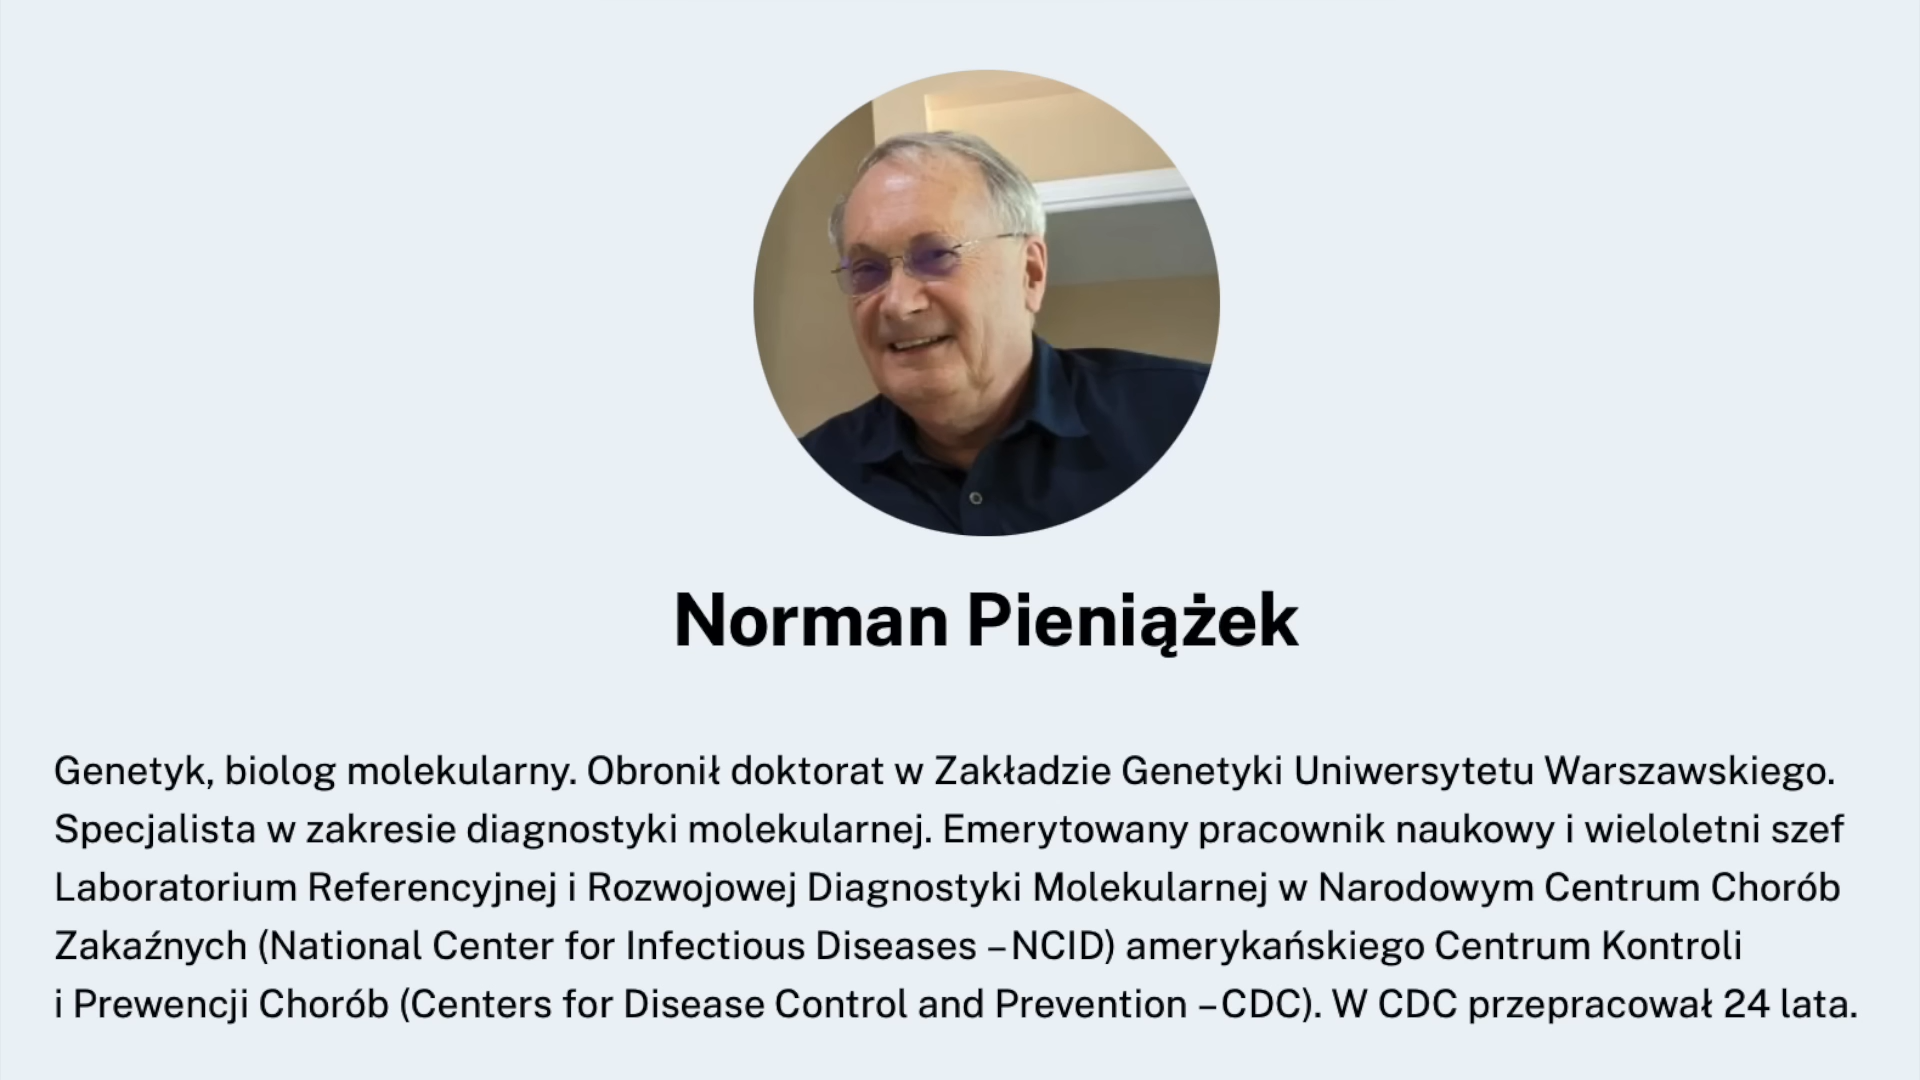 Norman Pieniążek
Genetyk, biolog molekularny. Obronił doktorat w Zakładzie Genetyki Uniwersytetu Warszawskiego.
Specjalista w zakresie diagnostyki molekularnej. Emerytowany pracownik naukowy i wieloletni szef
Laboratorium Referencyjnej i Rozwojowej Diagnostyki Molekularnej w Narodowym Centrum Chorób
Zakaźnych (National Center for Infectious Diseases – NCID) amerykańskiego Centrum Kontroli
i Prewencji Chorób (Centers for Disease Control and Prevention – CDC). W CDC przepracował 24 lata.